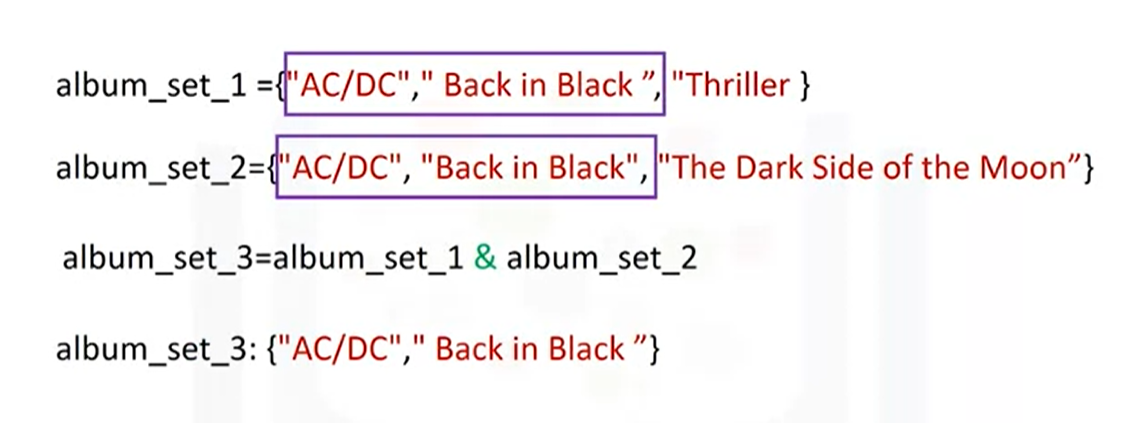 album_set_1 ={"AC/DC"," Back in Black ”, "Thriller }
album_set_2={"AC/DC", "Back in Black", "The Dark Side of the Moon”}
album_set_3=album_set_1 & album_set_2
album_set_3: {"AC/DC"," Back in Black ”}